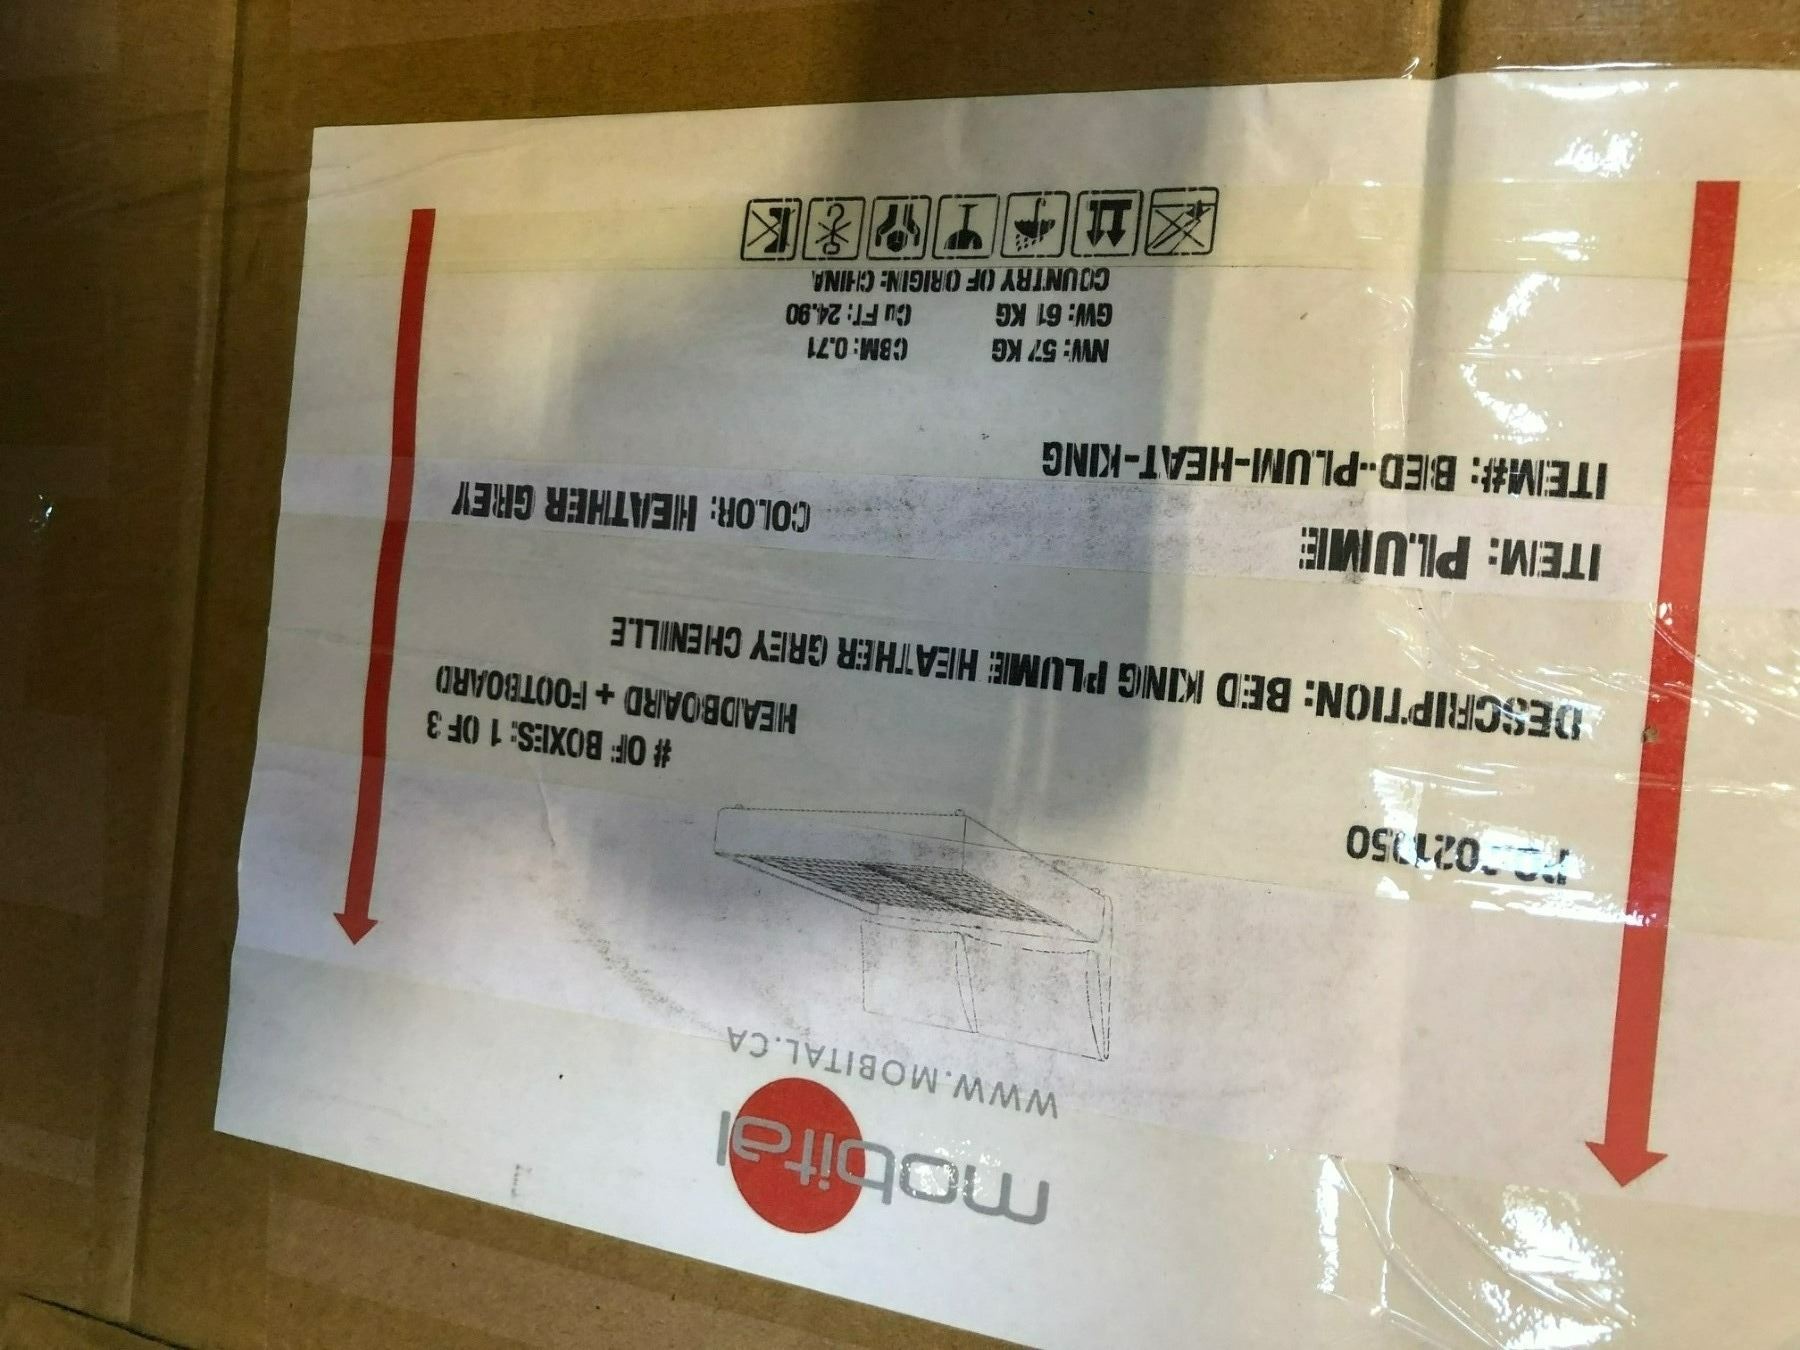 mobital
WWW.MOBITAL.CA
# OF BOXES: 1 OF 3
HEADBOARD + FOOTBOARD
DESCRIPTION: BED KING PLUME HEATHER GREY CHENILLE
ITEM: PLUME
COLOR: HEATHER GREY
ITEM#: BED-PLUM-HEAT-KING
NW: 57 KG
CBM: 0.71
GW: 61 KG
Cu FT: 24.90
COUNTRY OF ORIGIN: CHINA